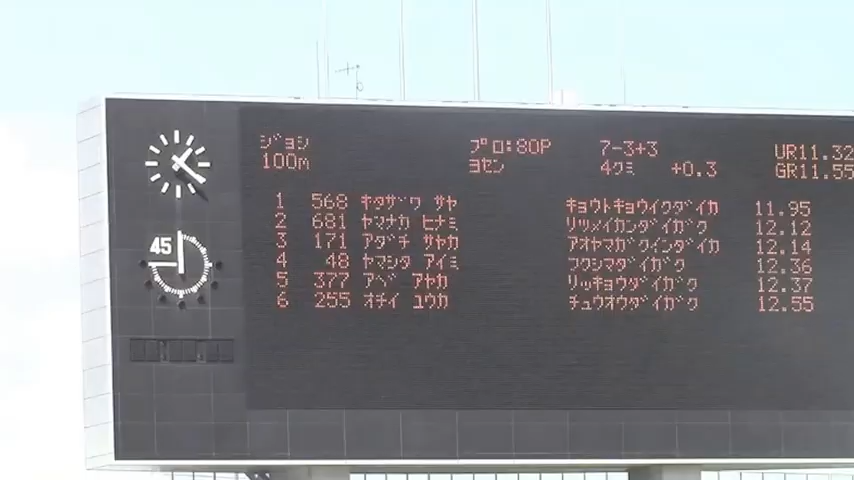 ジョシ プロ:80P 7-3+3 UR11.32
100m ヨセン 4クミ +0.3 GR11.55
1 568 キタザワ サヤ キョウトキョウイクダイカ 11.95
2 681 ヤマナカ ヒナミ リツメイカンダイガク 12.12
3 171 アダチ サヤカ アオヤマガクインダイカ 12.14
4 48 ヤマシタ アイミ フクシマダイガク 12.36
5 377 アベ アヤカ リッキョウダイガク 12.37
6 255 オチイ ユウカ チュウオウダイガク 12.55
45